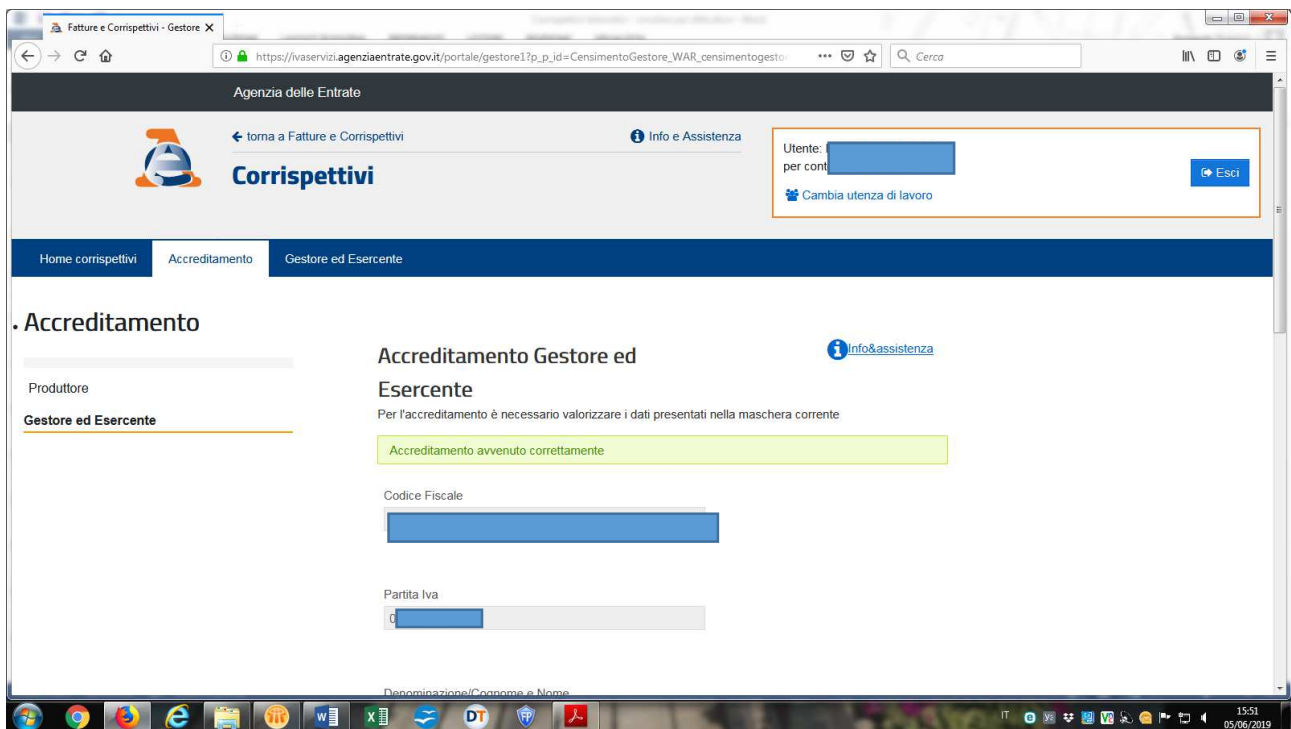 Fatture e Corrispettivi - Gestore
https://ivaservizi.agenziaentrate.gov.it/portale/gestore1?p_p_id=CensimentoGestore_WAR_censimentogesto
Cerca
Agenzia delle Entrate
torna a Fatture e Corrispettivi
Info e Assistenza
Corrispettivi
Utente:
per cont
Cambia utenza di lavoro
Esci
Home corrispettivi Accreditamento Gestore ed Esercente
Accreditamento
Produttore
Gestore ed Esercente
Accreditamento Gestore ed
Esercente
Info&assistenza
Per l'accreditamento è necessario valorizzare i dati presentati nella maschera corrente
Accreditamento avvenuto correttamente
Codice Fiscale
Partita Iva
0
Denominazione/Cognome e Nome
DT
FP
IT
15:51
05/06/2019